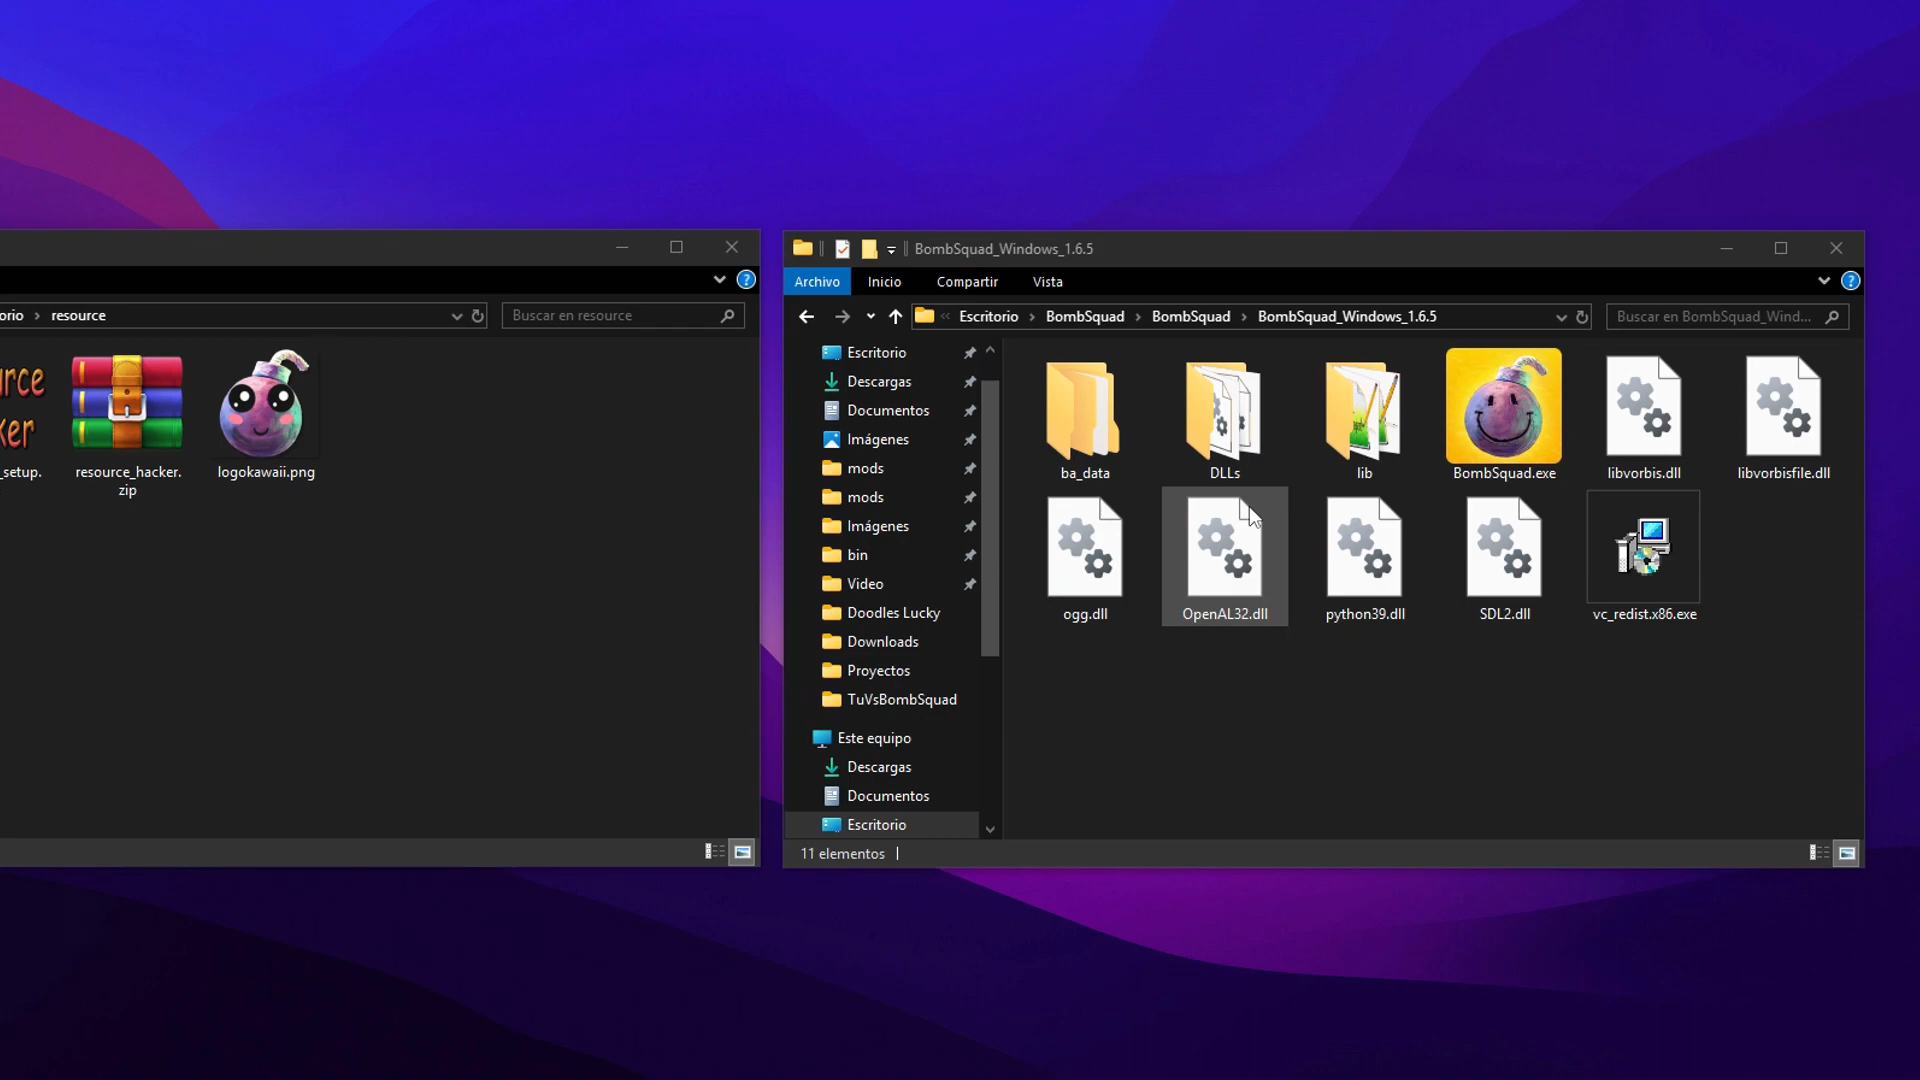 orio > resource
Buscar en resource
urce
ker
_setup.
resource_hacker.
zip
logokawaii.png
BombSquad_Windows_1.6.5
Archivo Inicio Compartir Vista
« Escritorio > BombSquad > BombSquad > BombSquad_Windows_1.6.5
Buscar en BombSquad_Wind...
Escritorio
Descargas
Documentos
Imágenes
mods
mods
Imágenes
bin
Video
Doodles Lucky
Downloads
Proyectos
TuVsBombSquad
Este equipo
Descargas
Documentos
Escritorio
ba_data
DLLs
lib
BombSquad.exe
libvorbis.dll
libvorbisfile.dll
ogg.dll
OpenAL32.dll
python39.dll
SDL2.dll
vc_redist.x86.exe
11 elementos